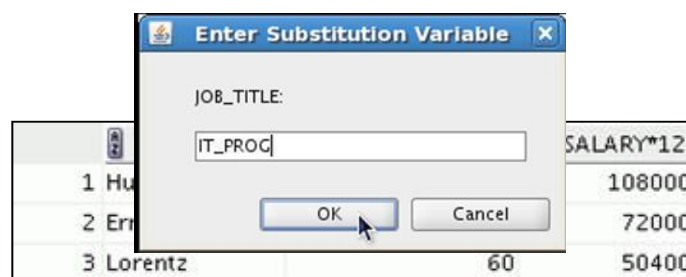 Enter Substitution Variable
JOB_TITLE:
IT_PROG
OK Cancel
SALARY*12
1 Hu 108000
2 Err 72000
3 Lorentz 60 50400